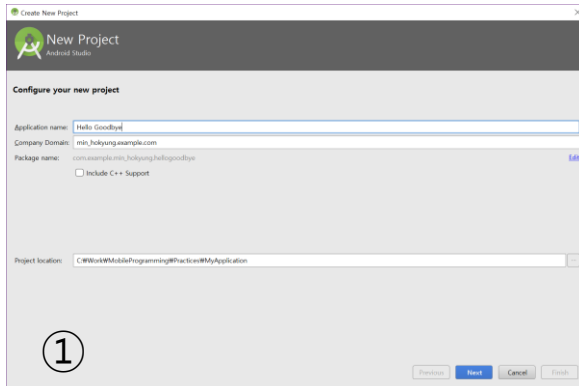 Create New Project
New Project
Android Studio
Configure your new project
Application name: Hello Goodbye
Company Domain: min_hokyung.example.com
Package name: com.example.min_hokyung.hellogoodbye Edit
Include C++ Support
Project location: C:₩Work₩MobileProgramming₩Practices₩MyApplication ...
①
Previous Next Cancel Finish